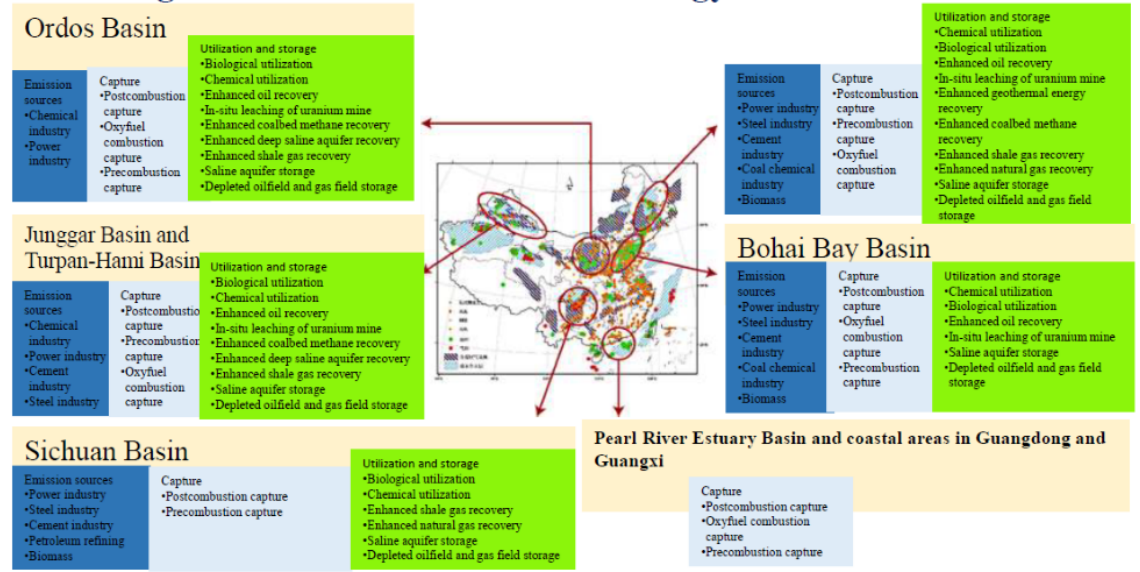 Ordos Basin
Emission
sources
•Chemical
industry
•Power
industry
Capture
•Postcombustion
capture
•Oxyfuel
combustion
capture
•Precombustion
capture
Utilization and storage
•Biological utilization
•Chemical utilization
•Enhanced oil recovery
•In-situ leaching of uranium mine
•Enhanced coalbed methane recovery
•Enhanced deep saline aquifer recovery
•Enhanced shale gas recovery
•Saline aquifer storage
•Depleted oilfield and gas field storage
Emission
sources
•Power industry
•Steel industry
•Cement
industry
•Coal chemical
industry
•Biomass
Capture
•Postcombustion
capture
•Precombustion
capture
•Oxyfuel
combustion
capture
Utilization and storage
•Chemical utilization
•Biological utilization
•Enhanced oil recovery
•In-situ leaching of uranium mine
•Enhanced geothermal energy
recovery
•Enhanced coalbed methane
recovery
•Enhanced shale gas recovery
•Enhanced natural gas recovery
•Saline aquifer storage
•Depleted oilfield and gas field
storage
Junggar Basin and
Turpan-Hami Basin
Emission
sources
•Chemical
industry
•Power industry
•Cement
industry
•Steel industry
Capture
•Postcombustio
capture
•Precombustion
capture
•Oxyfuel
combustion
capture
Utilization and storage
•Biological utilization
•Chemical utilization
•Enhanced oil recovery
•In-situ leaching of uranium mine
•Enhanced coalbed methane recovery
•Enhanced deep saline aquifer recovery
•Enhanced shale gas recovery
•Saline aquifer storage
•Depleted oilfield and gas field storage
Bohai Bay Basin
Emission
sources
•Power industry
•Steel industry
•Cement
industry
•Coal chemical
industry
•Biomass
Capture
•Postcombustion
capture
•Oxyfuel
combustion
capture
•Precombustion
capture
Utilization and storage
•Chemical utilization
•Biological utilization
•Enhanced oil recovery
•In-situ leaching of uranium mine
•Saline aquifer storage
•Depleted oilfield and gas field
storage
Sichuan Basin
Emission sources
•Power industry
•Steel industry
•Cement industry
•Petroleum refining
•Biomass
Capture
•Postcombustion capture
•Precombustion capture
Utilization and storage
•Biological utilization
•Chemical utilization
•Enhanced shale gas recovery
•Enhanced natural gas recovery
•Saline aquifer storage
•Depleted oilfield and gas field storage
Pearl River Estuary Basin and coastal areas in Guangdong and
Guangxi
Capture
•Postcombustion capture
•Oxyfuel combustion
capture
•Precombustion capture